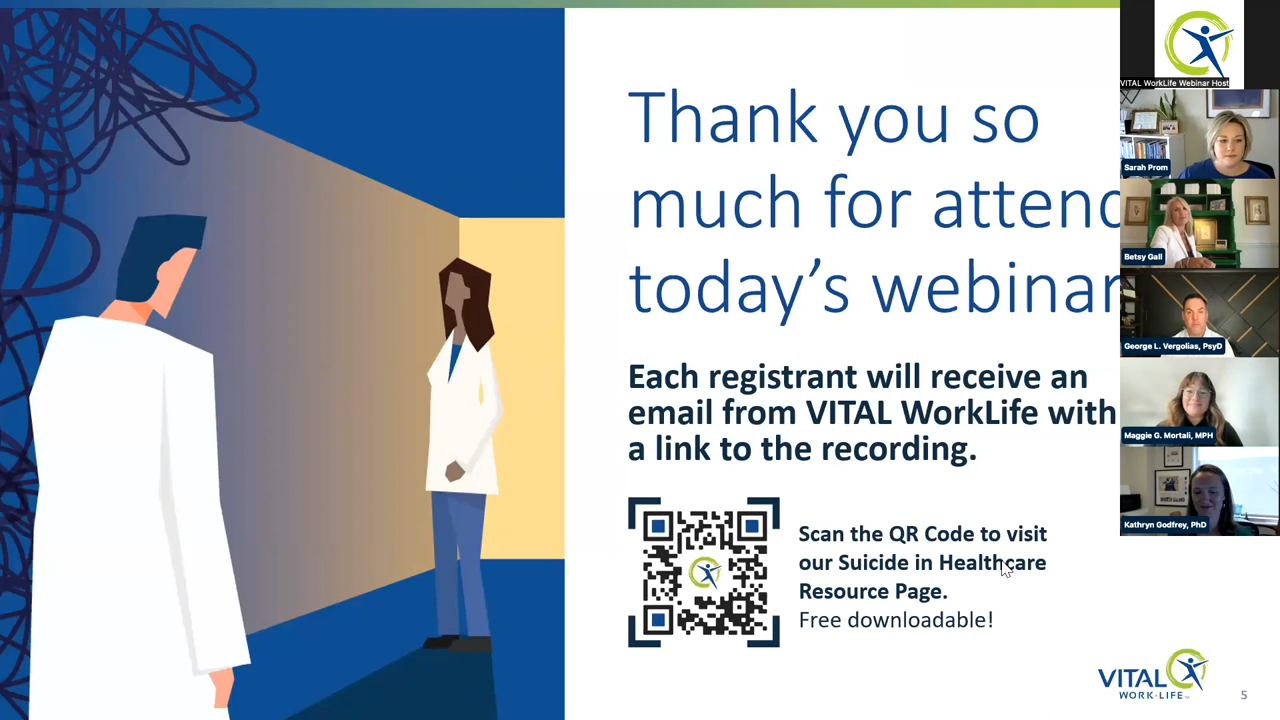 Thank you so
much for attend
today’s webinar
Each registrant will receive an
email from VITAL WorkLife with
a link to the recording.
Scan the QR Code to visit
our Suicide in Healthcare
Resource Page.
Free downloadable!
VITAL
WORK·LIFE
5
VITAL WorkLife Webinar Host
Sarah Prom
Betsy Gall
George L. Vergolias, PsyD
Maggie G. Mortali, MPH
Kathryn Godfrey, PhD